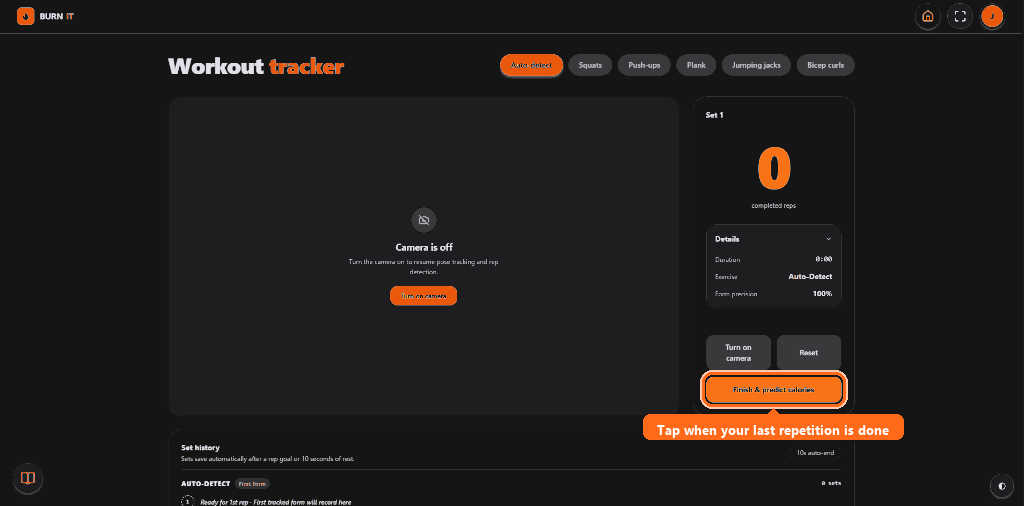 BURN IT
J
Workout tracker
Auto-detect
Squats
Push-ups
Plank
Jumping jacks
Bicep curls
Camera is off
Turn the camera on to resume pose tracking and rep
detection.
Turn on camera
Set 1
0
completed reps
Details
Duration 0:00
Exercise Auto-Detect
Form precision 100%
Turn on
camera
Reset
Finish & predict calories
Tap when your last repetition is done
Set history
Sets save automatically after a rep goal or 10 seconds of rest.
10s auto-end
AUTO-DETECT First form
0 sets
1 Ready for 1st rep - First tracked form will record here